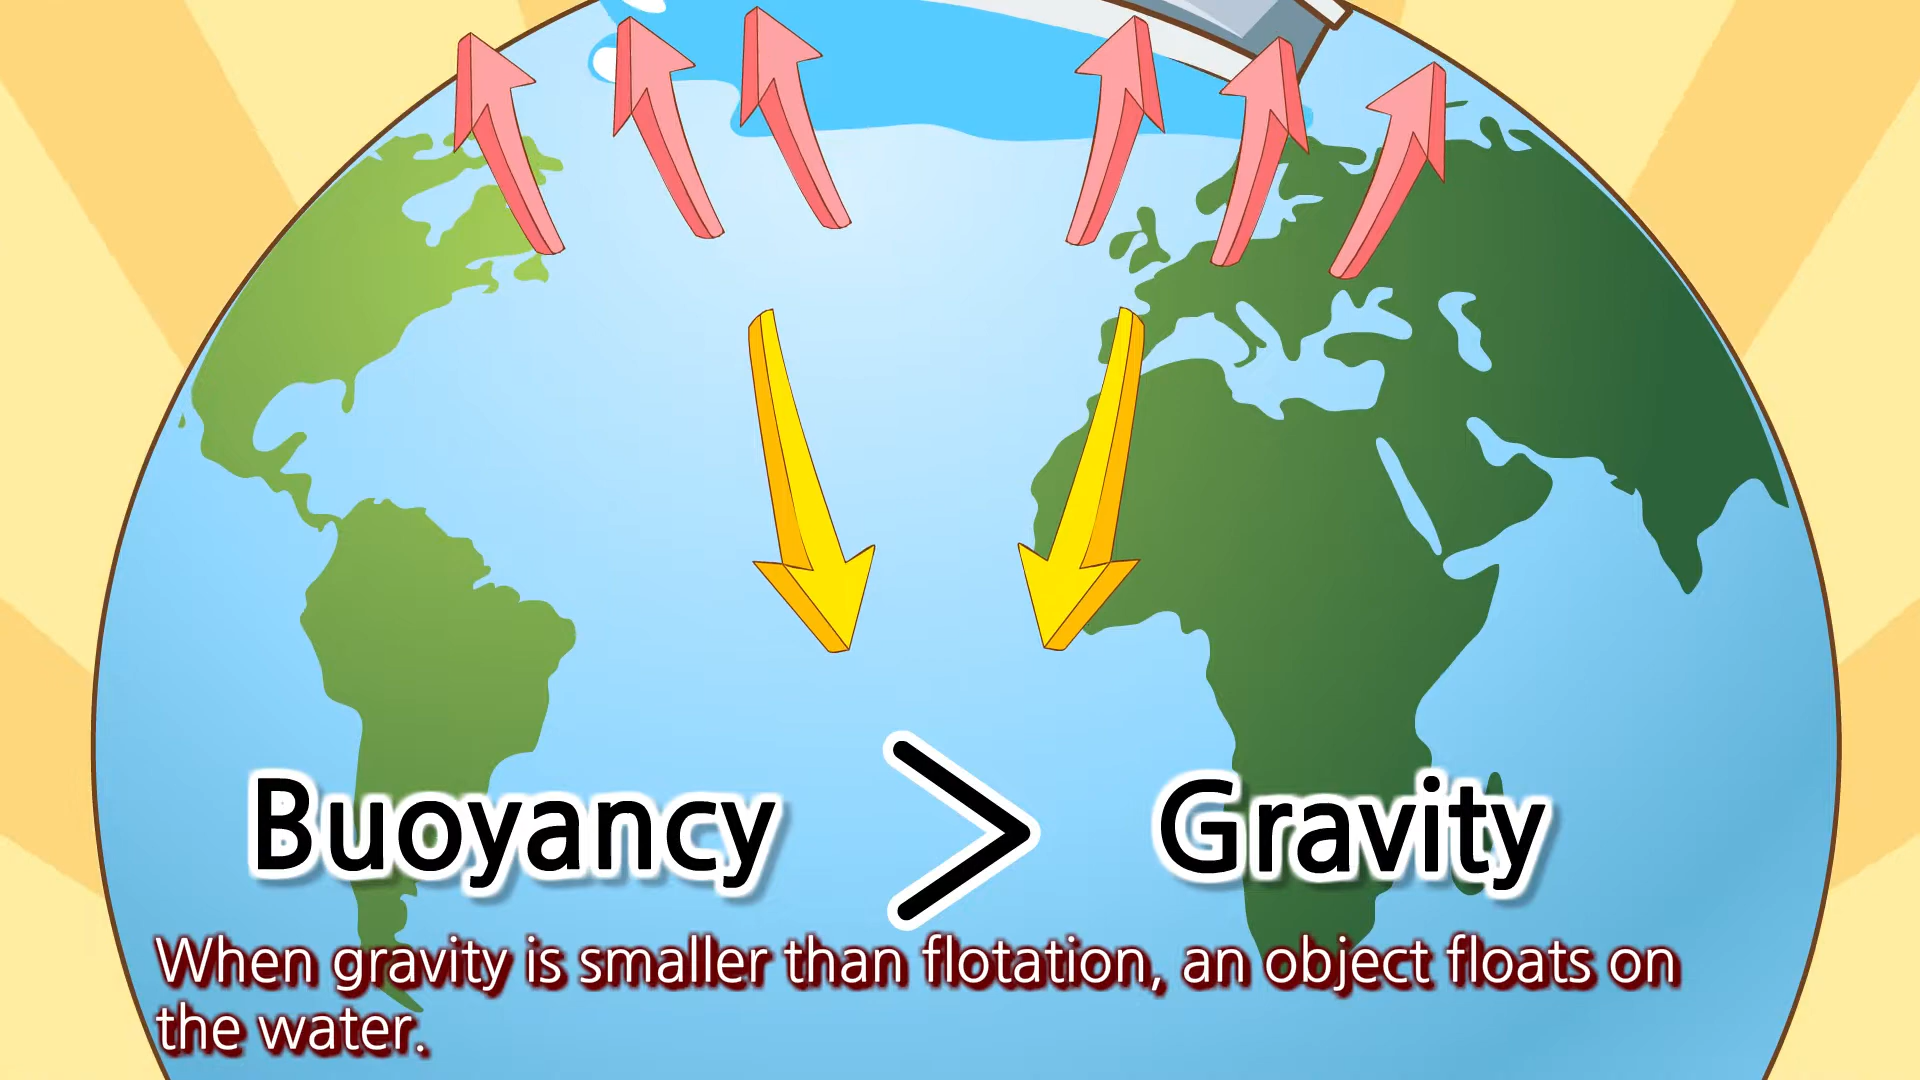 Buoyancy > Gravity
When gravity is smaller than flotation, an object floats on
the water.